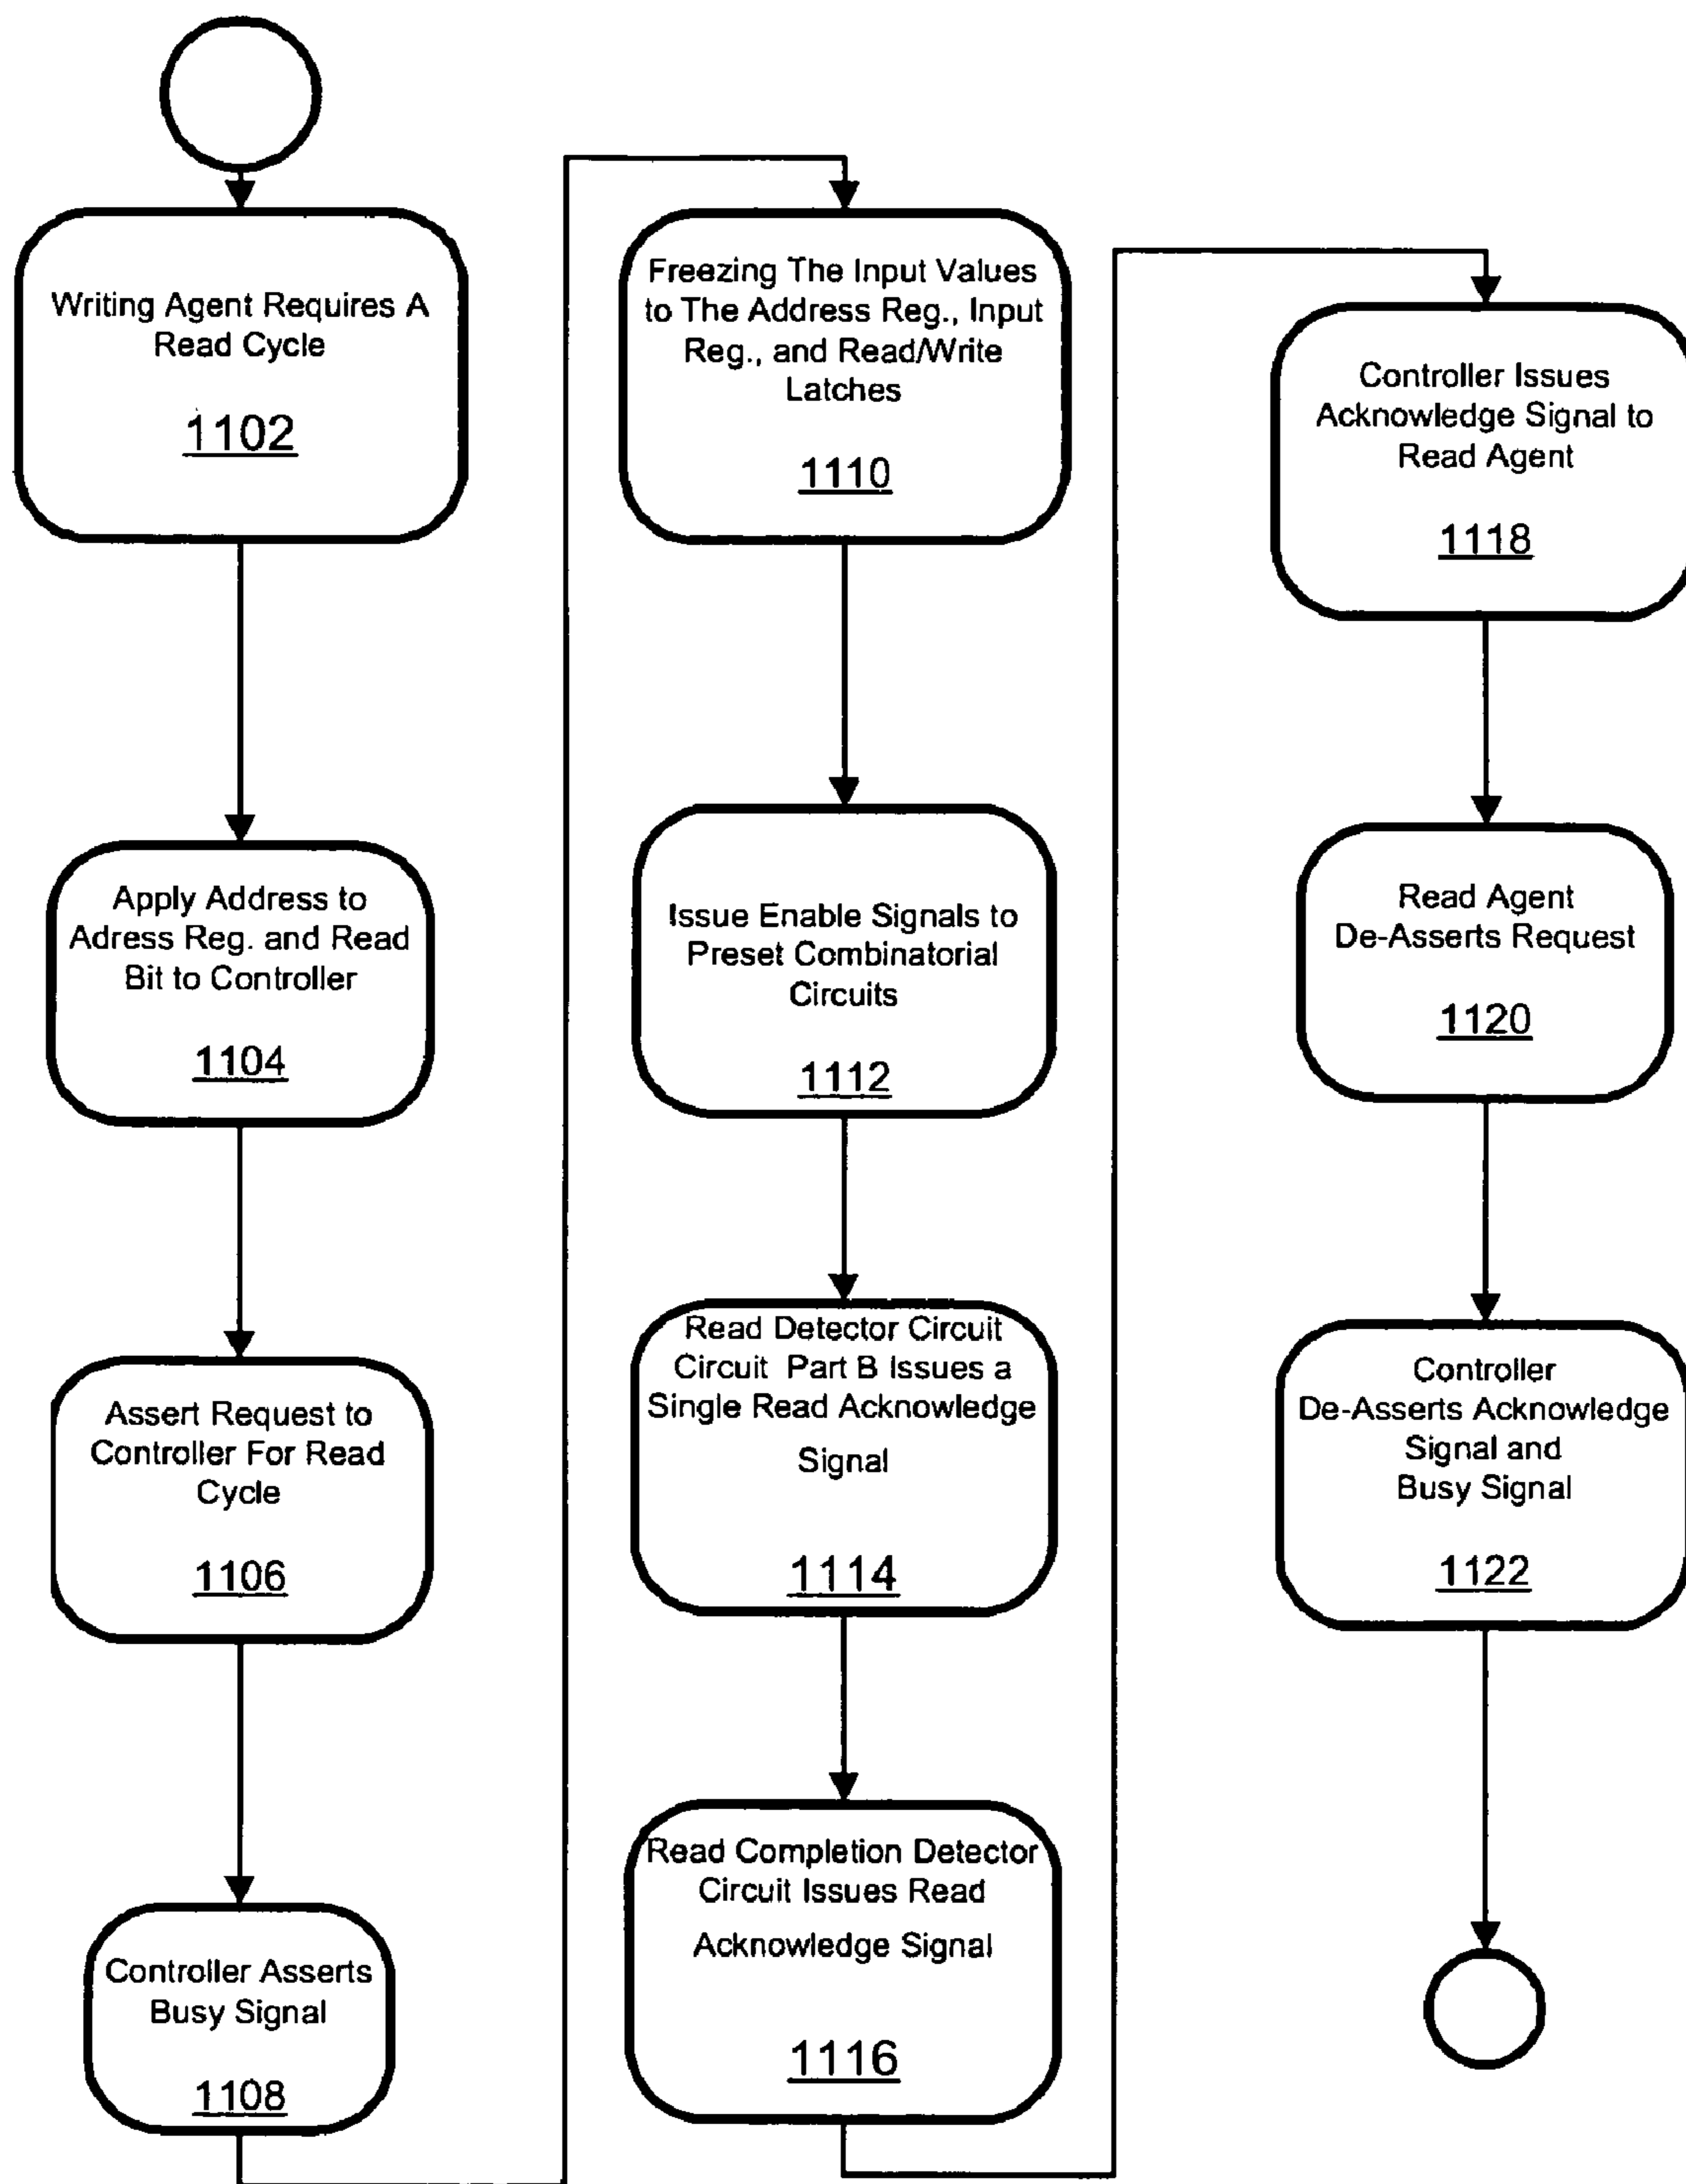 Writing Agent Requires A
Read Cycle
1102
Apply Address to
Adress Reg. and Read
Bit to Controller
1104
Assert Request to
Controller For Read
Cycle
1106
Controller Asserts
Busy Signal
1108
Freezing The Input Values
to The Address Reg., Input
Reg., and Read/Write
Latches
1110
Issue Enable Signals to
Preset Combinatorial
Circuits
1112
Read Detector Circuit
Circuit Part B Issues a
Single Read Acknowledge
Signal
1114
Read Completion Detector
Circuit Issues Read
Acknowledge Signal
1116
Controller Issues
Acknowledge Signal to
Read Agent
1118
Read Agent
De-Asserts Request
1120
Controller
De-Asserts Acknowledge
Signal and
Busy Signal
1122